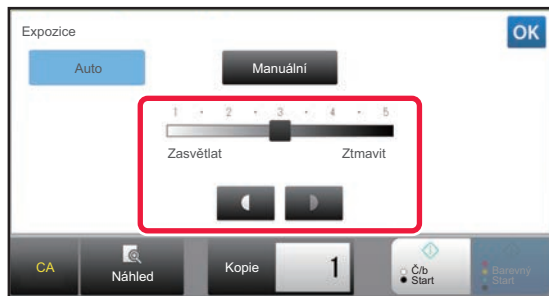 Expozice
OK
Auto
Manuální
1 · 2 · 3 · 4 · 5
Zasvětlat
Ztmavit
CA
Náhled
Kopie
1
Č/b
Start
Barevný
Start